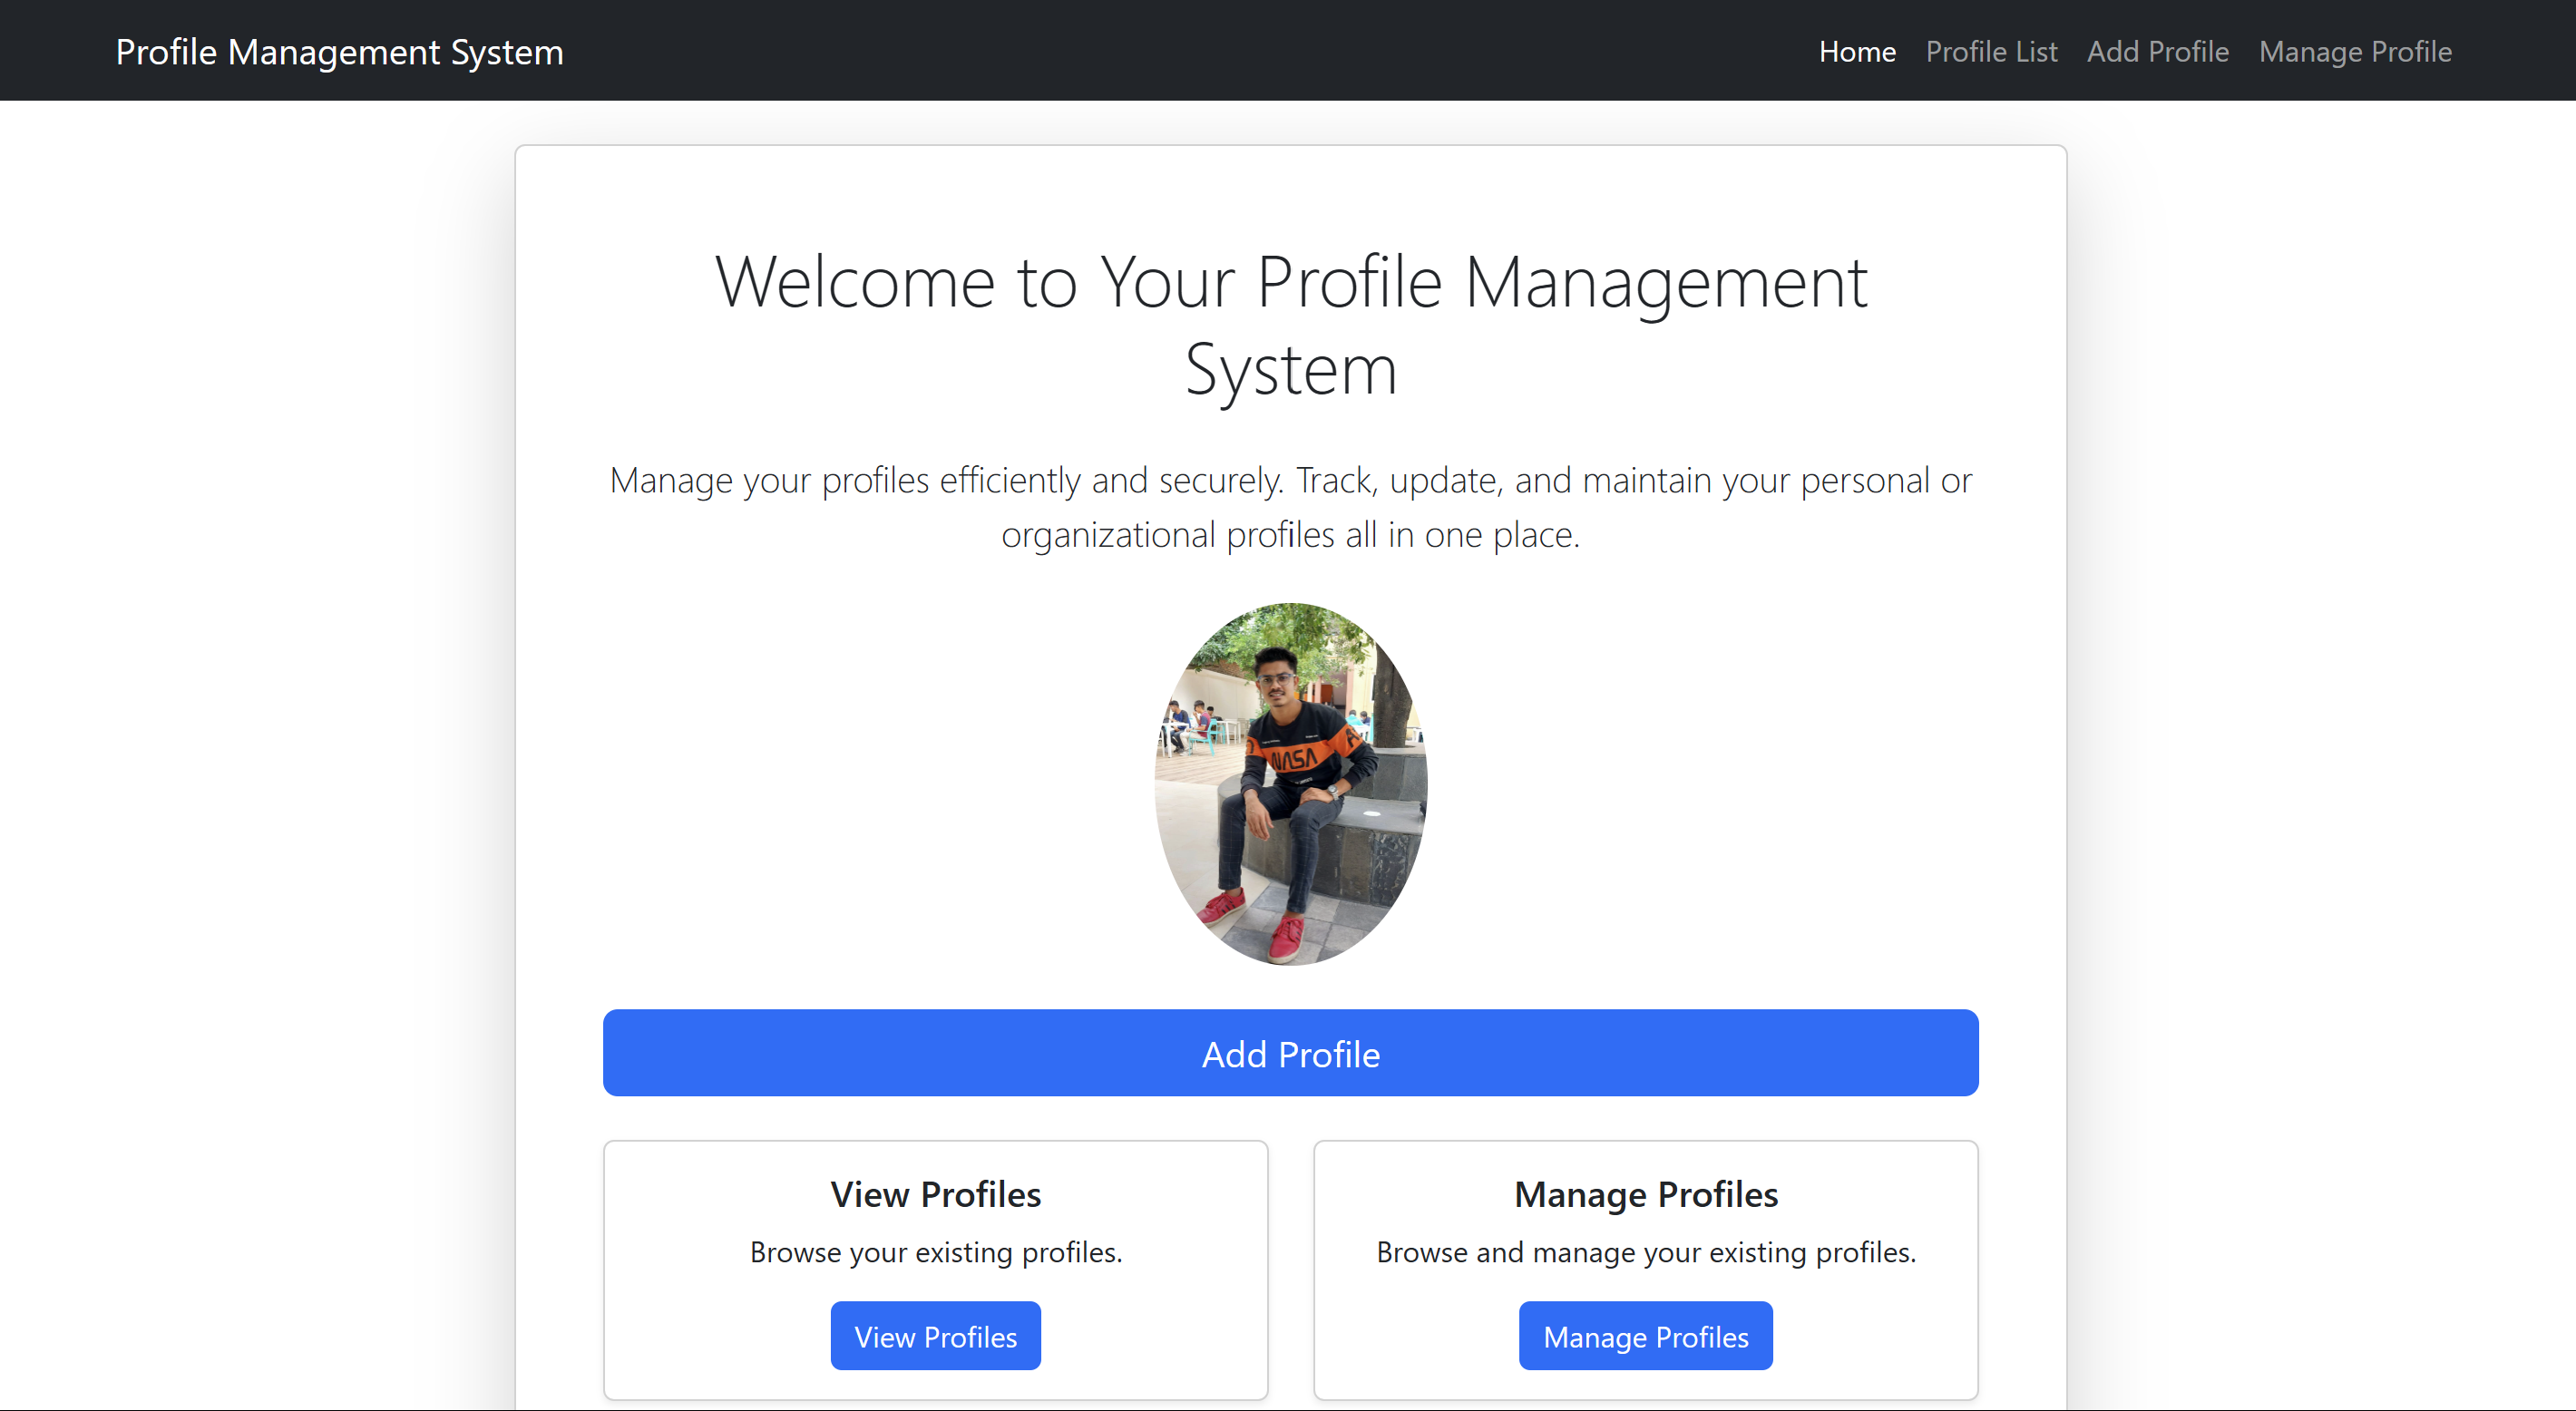 Profile Management System
Home Profile List Add Profile Manage Profile
Welcome to Your Profile Management
System
Manage your profiles efficiently and securely. Track, update, and maintain your personal or
organizational profiles all in one place.
NASA
Add Profile
View Profiles
Browse your existing profiles.
View Profiles
Manage Profiles
Browse and manage your existing profiles.
Manage Profiles